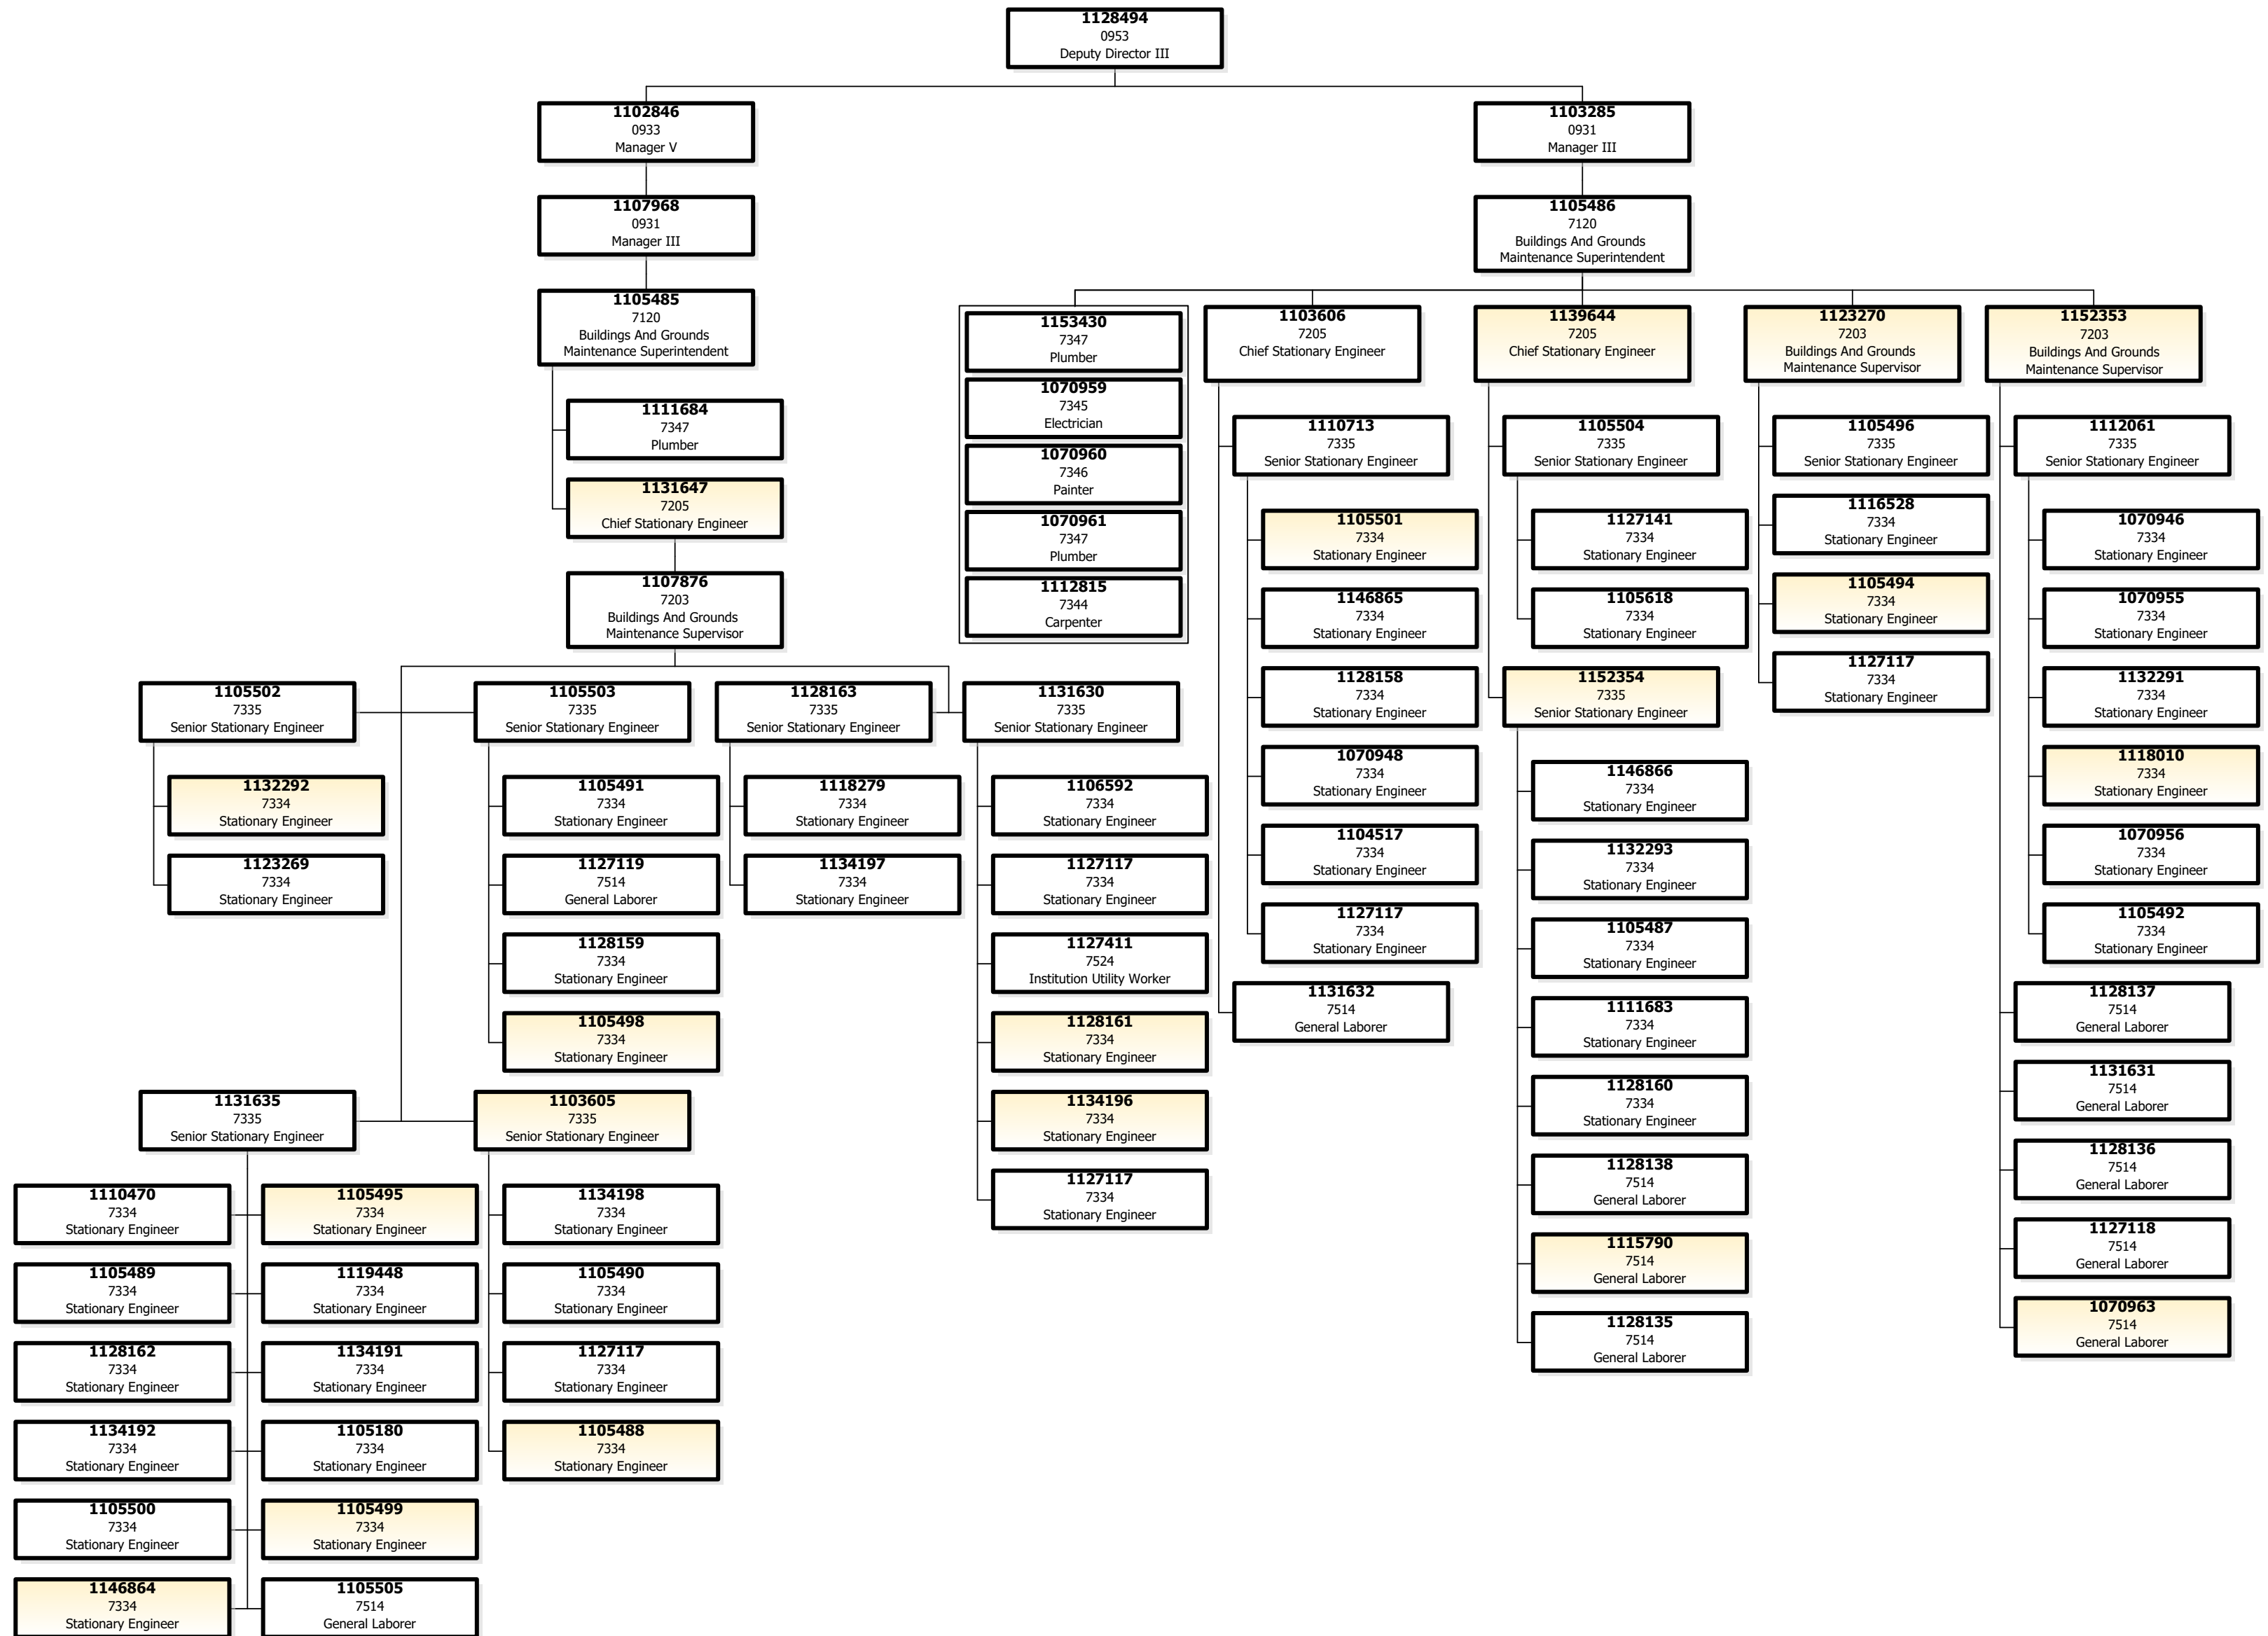 1128494
0953
Deputy Director III
1102846
0933
Manager V
1107968
0931
Manager III
1105485
7120
Buildings And Grounds
Maintenance Superintendent
1111684
7347
Plumber
1131647
7205
Chief Stationary Engineer
1107876
7203
Buildings And Grounds
Maintenance Supervisor
1105502
7335
Senior Stationary Engineer
1132292
7334
Stationary Engineer
1123269
7334
Stationary Engineer
1105503
7335
Senior Stationary Engineer
1105491
7334
Stationary Engineer
1127119
7514
General Laborer
1128159
7334
Stationary Engineer
1105498
7334
Stationary Engineer
1128163
7335
Senior Stationary Engineer
1118279
7334
Stationary Engineer
1134197
7334
Stationary Engineer
1131630
7335
Senior Stationary Engineer
1106592
7334
Stationary Engineer
1127117
7334
Stationary Engineer
1127411
7524
Institution Utility Worker
1128161
7334
Stationary Engineer
1134196
7334
Stationary Engineer
1127117
7334
Stationary Engineer
1131635
7335
Senior Stationary Engineer
1110470
7334
Stationary Engineer
1105495
7334
Stationary Engineer
1105489
7334
Stationary Engineer
1119448
7334
Stationary Engineer
1128162
7334
Stationary Engineer
1134191
7334
Stationary Engineer
1134192
7334
Stationary Engineer
1105180
7334
Stationary Engineer
1105500
7334
Stationary Engineer
1105499
7334
Stationary Engineer
1146864
7334
Stationary Engineer
1105505
7514
General Laborer
1103605
7335
Senior Stationary Engineer
1134198
7334
Stationary Engineer
1105490
7334
Stationary Engineer
1127117
7334
Stationary Engineer
1105488
7334
Stationary Engineer
1103285
0931
Manager III
1105486
7120
Buildings And Grounds
Maintenance Superintendent
1153430
7347
Plumber
1070959
7345
Electrician
1070960
7346
Painter
1070961
7347
Plumber
1112815
7344
Carpenter
1103606
7205
Chief Stationary Engineer
1110713
7335
Senior Stationary Engineer
1105501
7334
Stationary Engineer
1146865
7334
Stationary Engineer
1128158
7334
Stationary Engineer
1070948
7334
Stationary Engineer
1104517
7334
Stationary Engineer
1127117
7334
Stationary Engineer
1131632
7514
General Laborer
1139644
7205
Chief Stationary Engineer
1105504
7335
Senior Stationary Engineer
1127141
7334
Stationary Engineer
1105618
7334
Stationary Engineer
1152354
7335
Senior Stationary Engineer
1146866
7334
Stationary Engineer
1132293
7334
Stationary Engineer
1105487
7334
Stationary Engineer
1111683
7334
Stationary Engineer
1128160
7334
Stationary Engineer
1128138
7514
General Laborer
1115790
7514
General Laborer
1128135
7514
General Laborer
1123270
7203
Buildings And Grounds
Maintenance Supervisor
1105496
7335
Senior Stationary Engineer
1116528
7334
Stationary Engineer
1105494
7334
Stationary Engineer
1127117
7334
Stationary Engineer
1152353
7203
Buildings And Grounds
Maintenance Supervisor
1112061
7335
Senior Stationary Engineer
1070946
7334
Stationary Engineer
1070955
7334
Stationary Engineer
1132291
7334
Stationary Engineer
1118010
7334
Stationary Engineer
1070956
7334
Stationary Engineer
1105492
7334
Stationary Engineer
1128137
7514
General Laborer
1131631
7514
General Laborer
1128136
7514
General Laborer
1127118
7514
General Laborer
1070963
7514
General Laborer